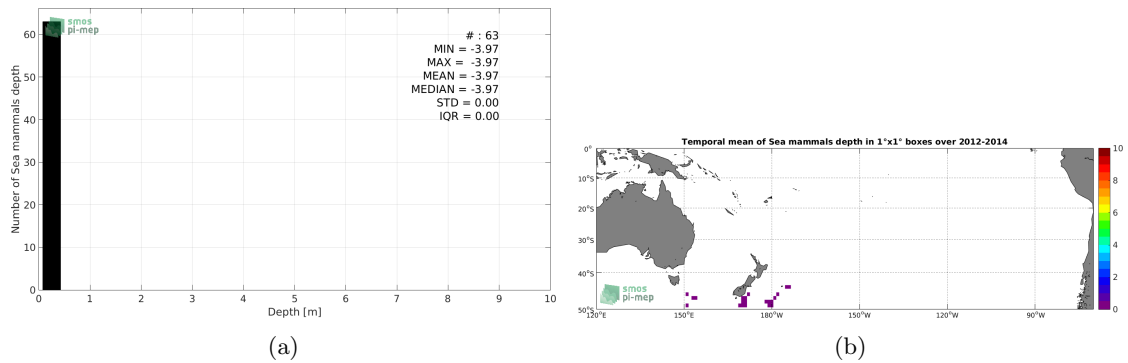 smos
pi-mep
# : 63
MIN = -3.97
MAX = -3.97
MEAN = -3.97
MEDIAN = -3.97
STD = 0.00
IQR = 0.00
Number of Sea mammals depth
60
50
40
30
20
10
0
0 1 2 3 4 5 6 7 8 9 10
Depth [m]
(a)
Temporal mean of Sea mammals depth in 1°x1° boxes over 2012-2014
0°
10°S
20°S
30°S
40°S
50°S
120°E 150°E 180°W 150°W 120°W 90°W
smos
pi-mep
10
8
6
4
2
0
(b)